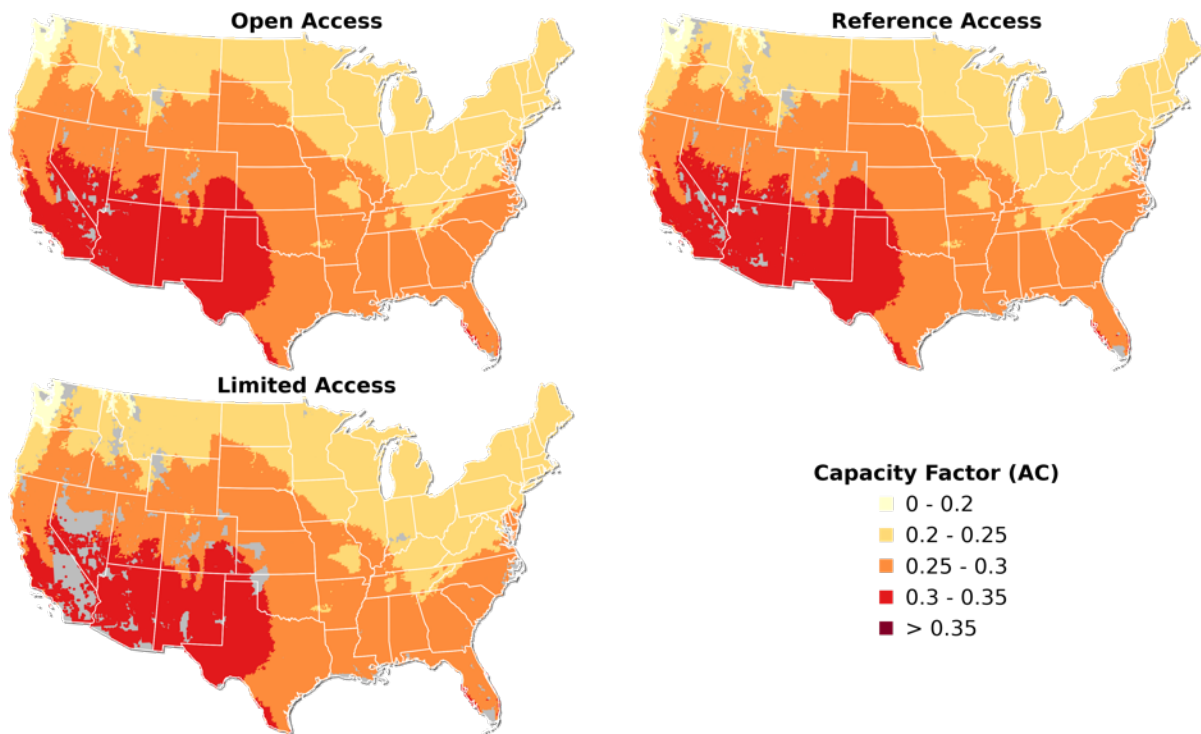 Open Access
Reference Access
Limited Access
Capacity Factor (AC)
0 - 0.2
0.2 - 0.25
0.25 - 0.3
0.3 - 0.35
> 0.35